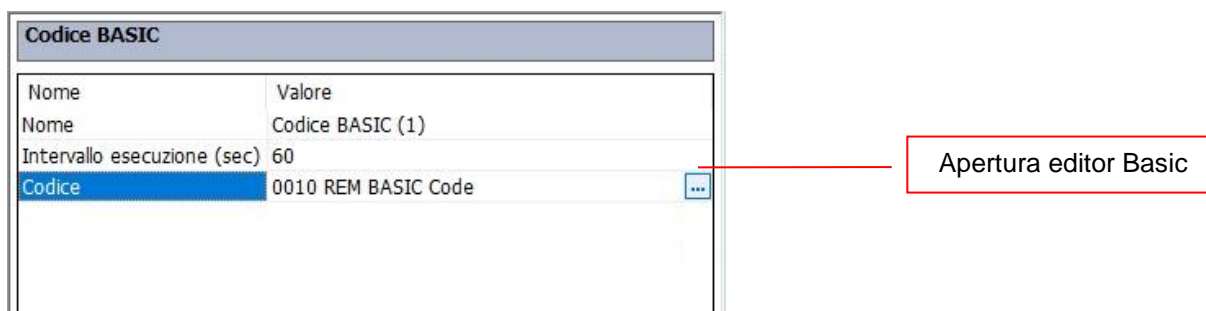 Codice BASIC
Nome Valore
Nome Codice BASIC (1)
Intervallo esecuzione (sec) 60
Codice 0010 REM BASIC Code ...
Apertura editor Basic